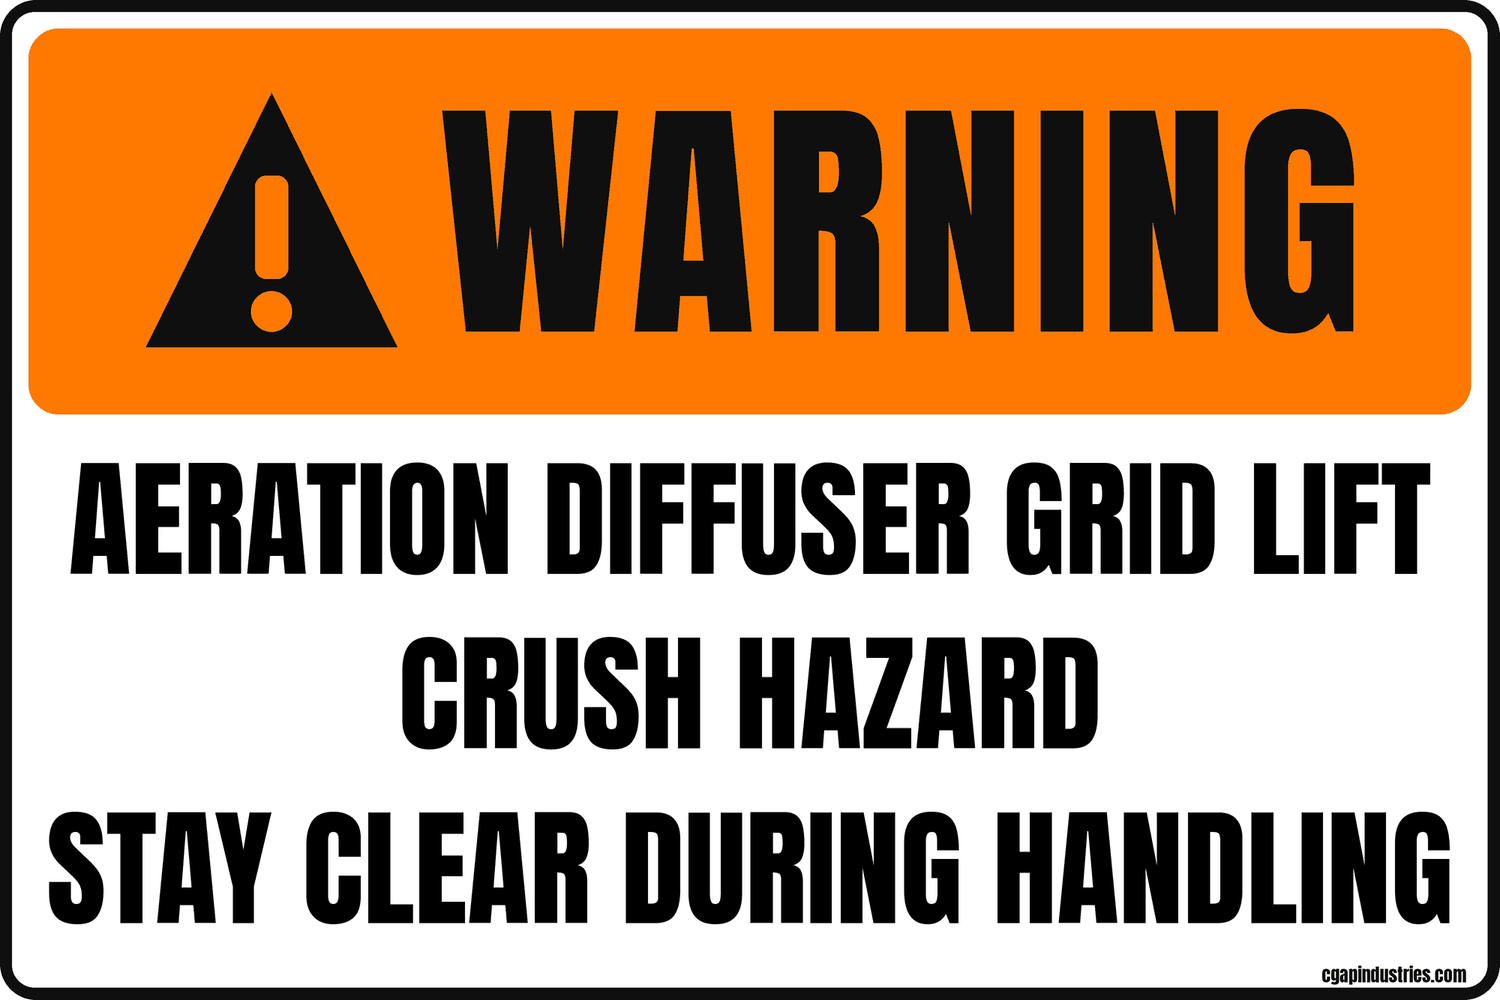 WARNING
AERATION DIFFUSER GRID LIFT
CRUSH HAZARD
STAY CLEAR DURING HANDLING
cgapindustries.com